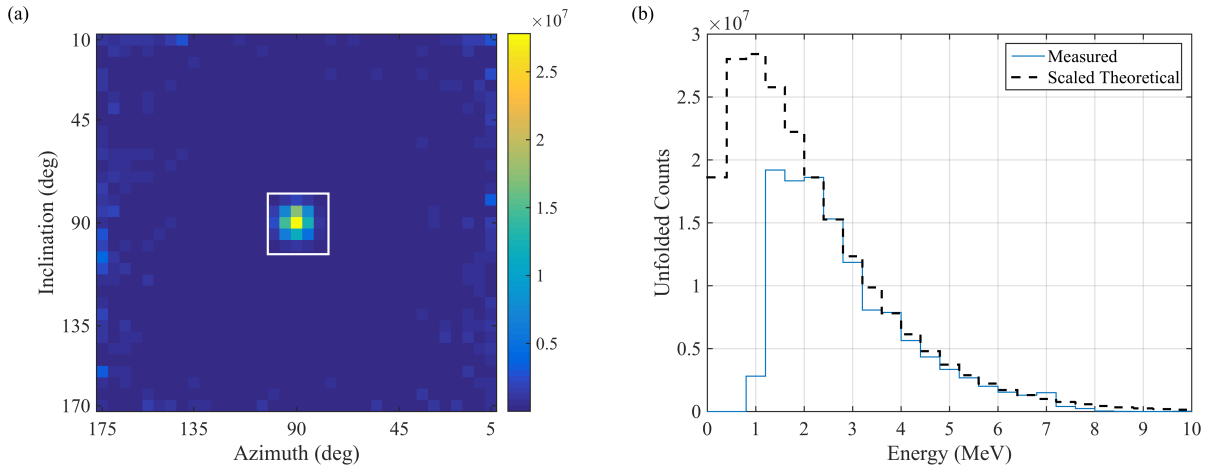 (a)
×10⁷
10
45
90
135
170
Inclination (deg)
175
135
90
45
5
Azimuth (deg)
2.5
2
1.5
1
0.5
(b)
×10⁷
3
2.5
2
1.5
1
0.5
0
Unfolded Counts
Measured
Scaled Theoretical
0 1 2 3 4 5 6 7 8 9 10
Energy (MeV)